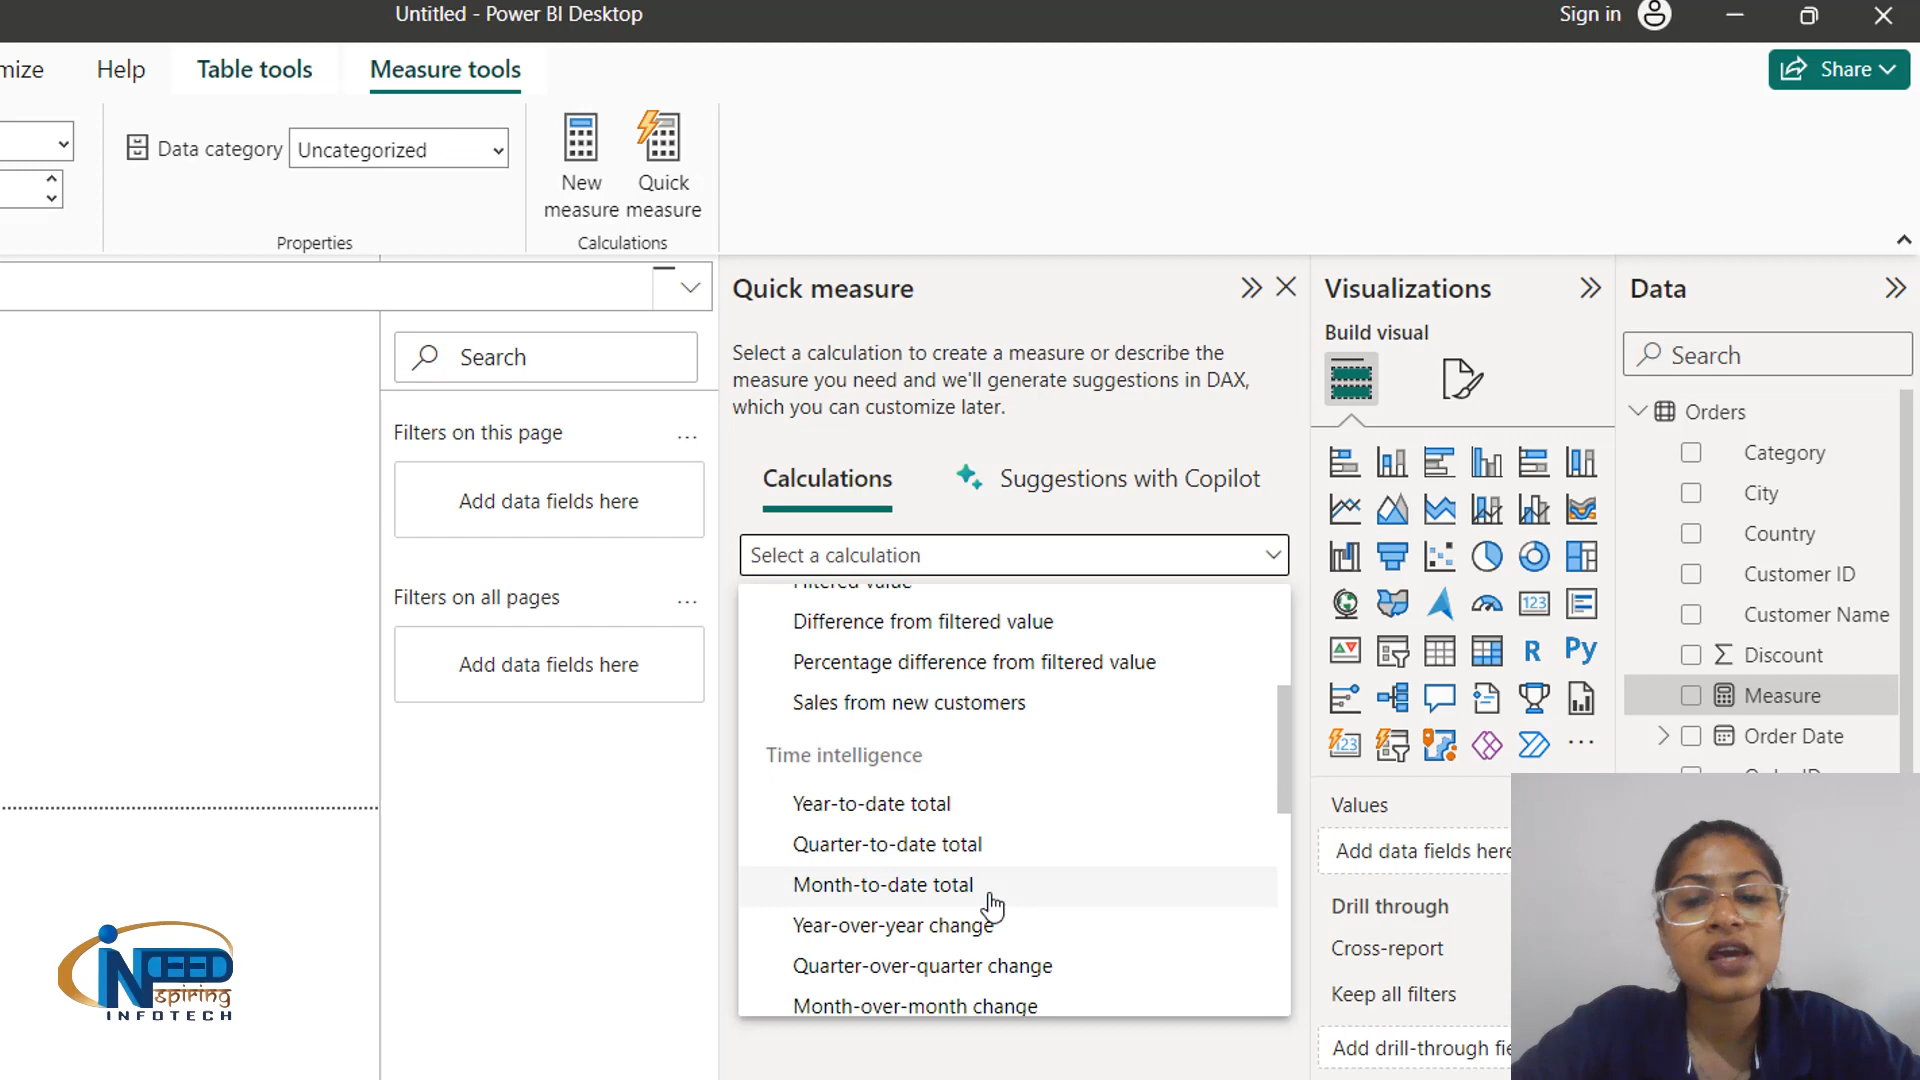 Untitled - Power BI Desktop
Sign in
mize
Help
Table tools
Measure tools
Share
Data category
Uncategorized
New measure
Quick measure
Properties
Calculations
Search
Filters on this page
...
Add data fields here
Filters on all pages
...
Add data fields here
Quick measure
Select a calculation to create a measure or describe the
measure you need and we'll generate suggestions in DAX,
which you can customize later.
Calculations
Suggestions with Copilot
Select a calculation
Filtered value
Difference from filtered value
Percentage difference from filtered value
Sales from new customers
Time intelligence
Year-to-date total
Quarter-to-date total
Month-to-date total
Year-over-year change
Quarter-over-quarter change
Month-over-month change
Visualizations
Build visual
123
R
Py
123
...
Values
Add data fields here
Drill through
Cross-report
Keep all filters
Add drill-through fie
Data
Search
Orders
Category
City
Country
Customer ID
Customer Name
Discount
Measure
Order Date
iNDEED
nspiring
INFOTECH